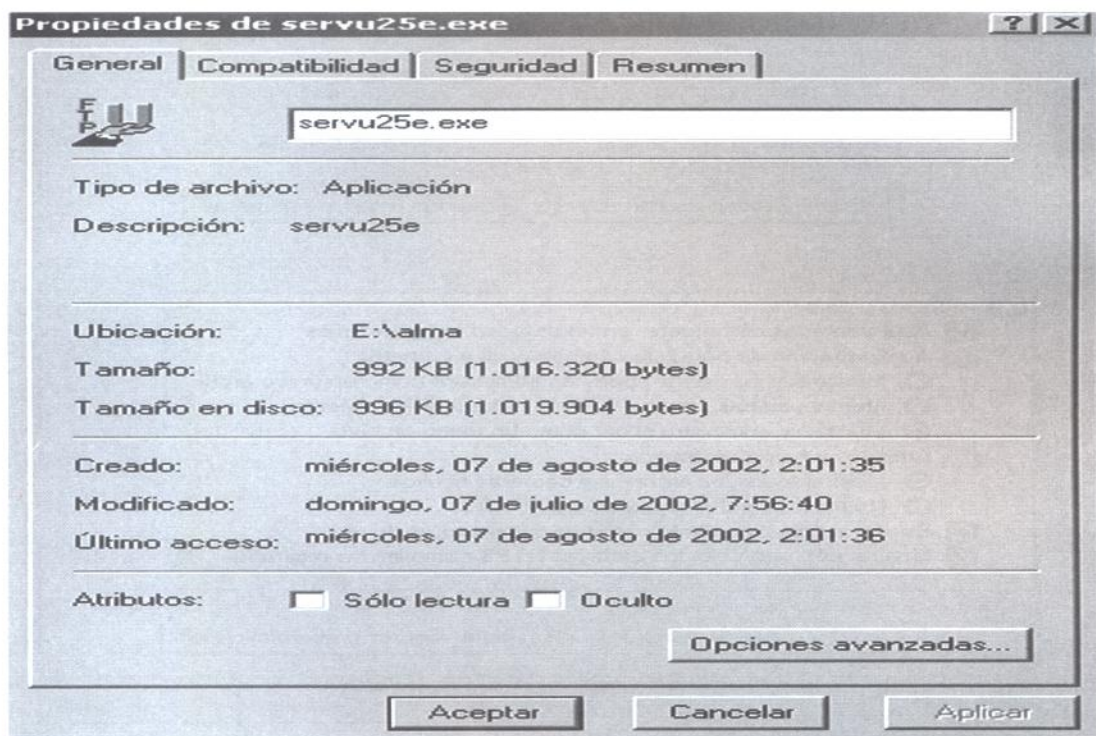 Propiedades de servu25e.exe
General Compatibilidad Seguridad Resumen
FTP
servu25e.exe
Tipo de archivo: Aplicación
Descripción: servu25e
Ubicación: E:\alma
Tamaño: 992 KB (1.016.320 bytes)
Tamaño en disco: 996 KB (1.019.904 bytes)
Creado: miércoles, 07 de agosto de 2002, 2:01:35
Modificado: domingo, 07 de julio de 2002, 7:56:40
Último acceso: miércoles, 07 de agosto de 2002, 2:01:36
Atributos: Sólo lectura Oculto
Opciones avanzadas...
Aceptar Cancelar Aplicar